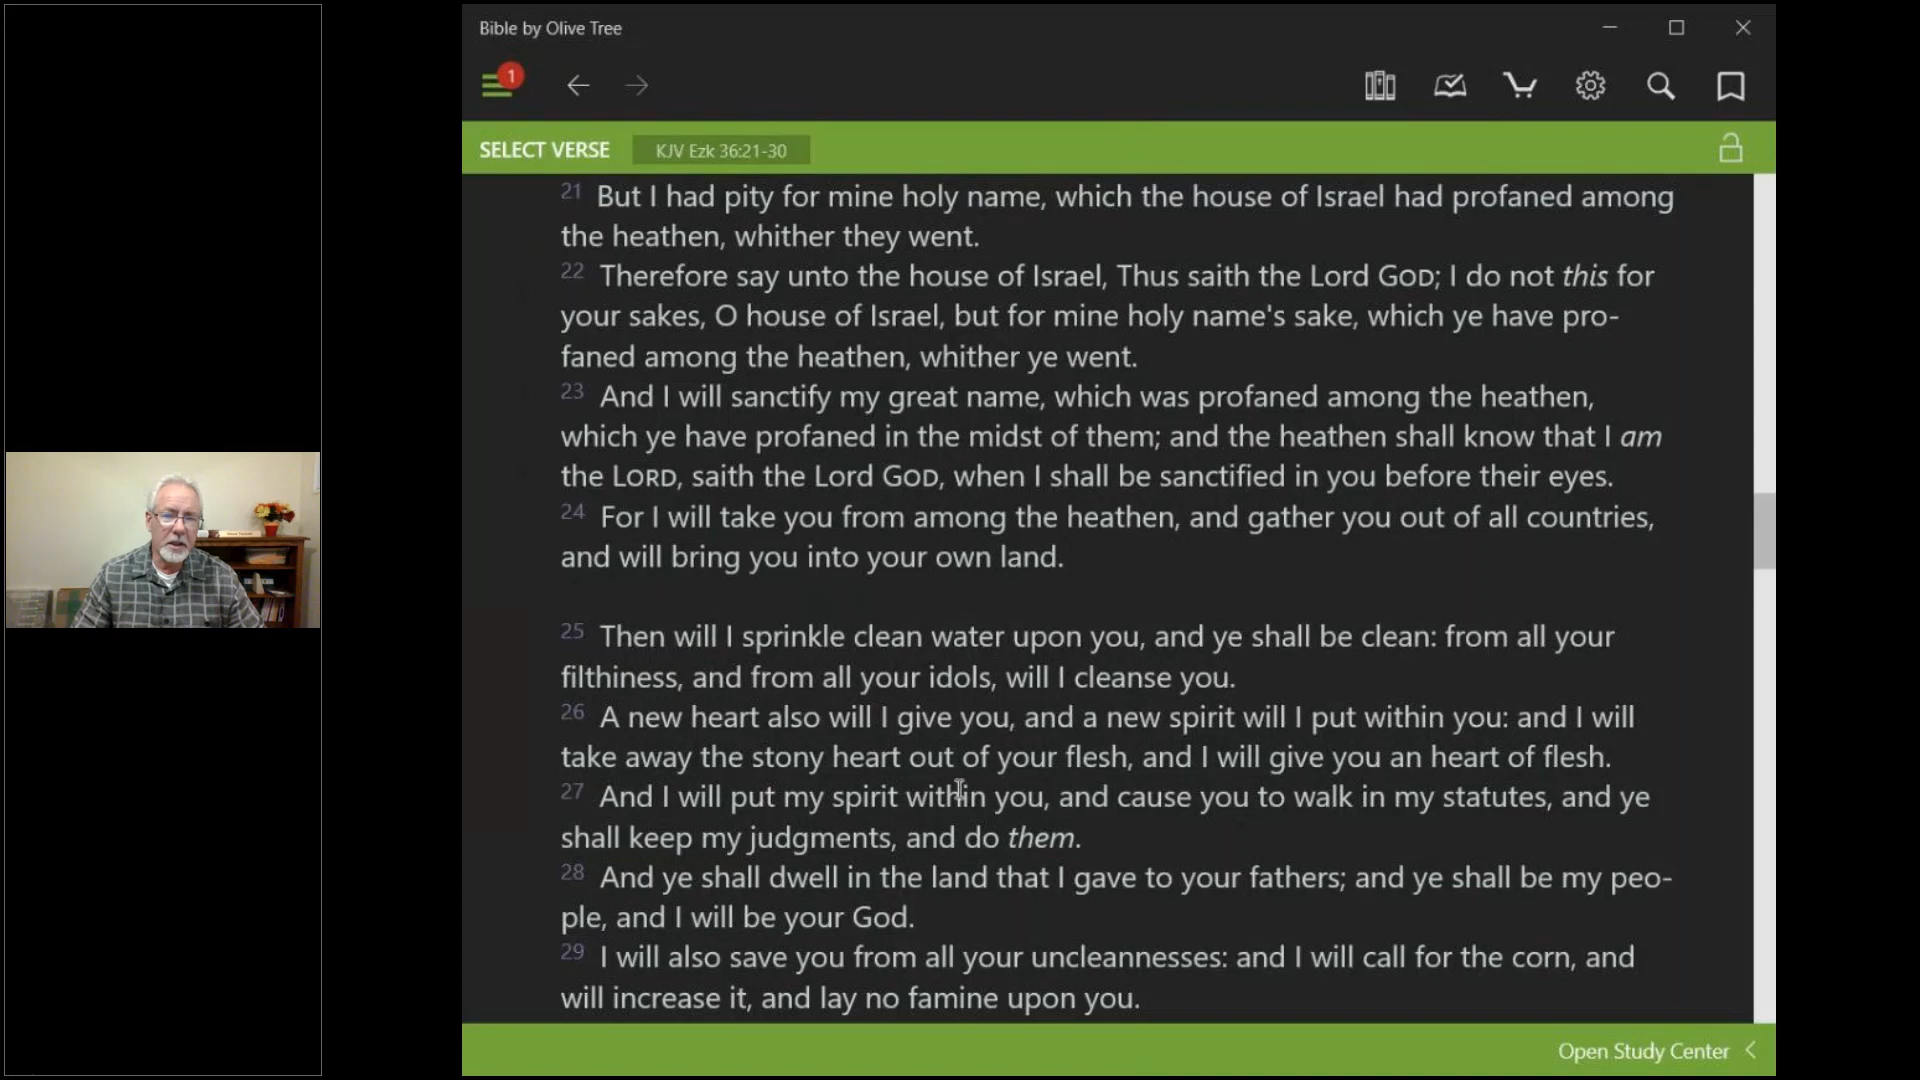 Bible by Olive Tree
1
SELECT VERSE KJV Ezk 36:21-30
21 But I had pity for mine holy name, which the house of Israel had profaned among
the heathen, whither they went.
22 Therefore say unto the house of Israel, Thus saith the Lord GOD; I do not this for
your sakes, O house of Israel, but for mine holy name's sake, which ye have pro-
faned among the heathen, whither ye went.
23 And I will sanctify my great name, which was profaned among the heathen,
which ye have profaned in the midst of them; and the heathen shall know that I am
the LORD, saith the Lord GOD, when I shall be sanctified in you before their eyes.
24 For I will take you from among the heathen, and gather you out of all countries,
and will bring you into your own land.
25 Then will I sprinkle clean water upon you, and ye shall be clean: from all your
filthiness, and from all your idols, will I cleanse you.
26 A new heart also will I give you, and a new spirit will I put within you: and I will
take away the stony heart out of your flesh, and I will give you an heart of flesh.
27 And I will put my spirit within you, and cause you to walk in my statutes, and ye
shall keep my judgments, and do them.
28 And ye shall dwell in the land that I gave to your fathers; and ye shall be my peo-
ple, and I will be your God.
29 I will also save you from all your uncleannesses: and I will call for the corn, and
will increase it, and lay no famine upon you.
Open Study Center